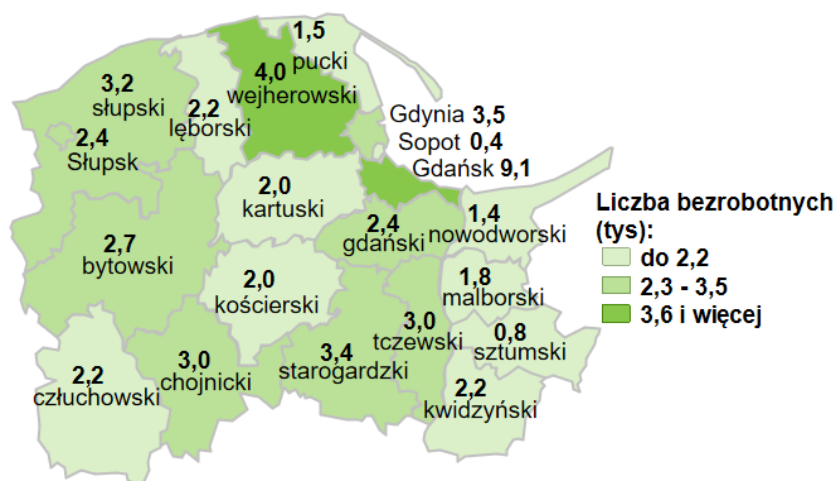 1,5
pucki
4,0
wejherowski
3,2
słupski
2,2
lęborski
2,4
Słupsk
Gdynia 3,5
Sopot 0,4
Gdańsk 9,1
2,0
kartuski
2,4
gdański
1,4
nowodworski
2,7
bytowski
2,0
kościerski
1,8
malborski
3,0
tczewski
0,8
sztumski
2,2
człuchowski
3,0
chojnicki
3,4
starogardzki
2,2
kwidzyński
Liczba bezrobotnych
(tys):
do 2,2
2,3 - 3,5
3,6 i więcej